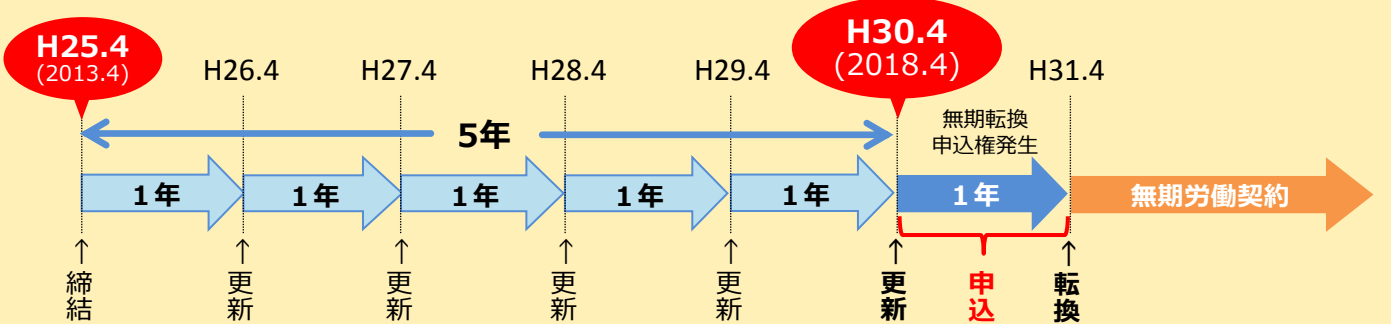 H25.4
(2013.4)
H26.4
H27.4
H28.4
H29.4
H30.4
(2018.4)
H31.4
5年
無期転換
申込権発生
1年
1年
1年
1年
1年
1年
無期労働契約
↑
締結
↑
更新
↑
更新
↑
更新
↑
更新
↑
更新
申込
↑
転換